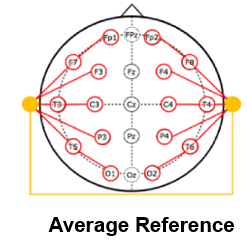 Fp1 FPz Fp2
F7 F3 Fz F4 F8
T3 C3 Cz C4 T4
P3 Pz P4
T5 T6
O1 Oz O2
Average Reference